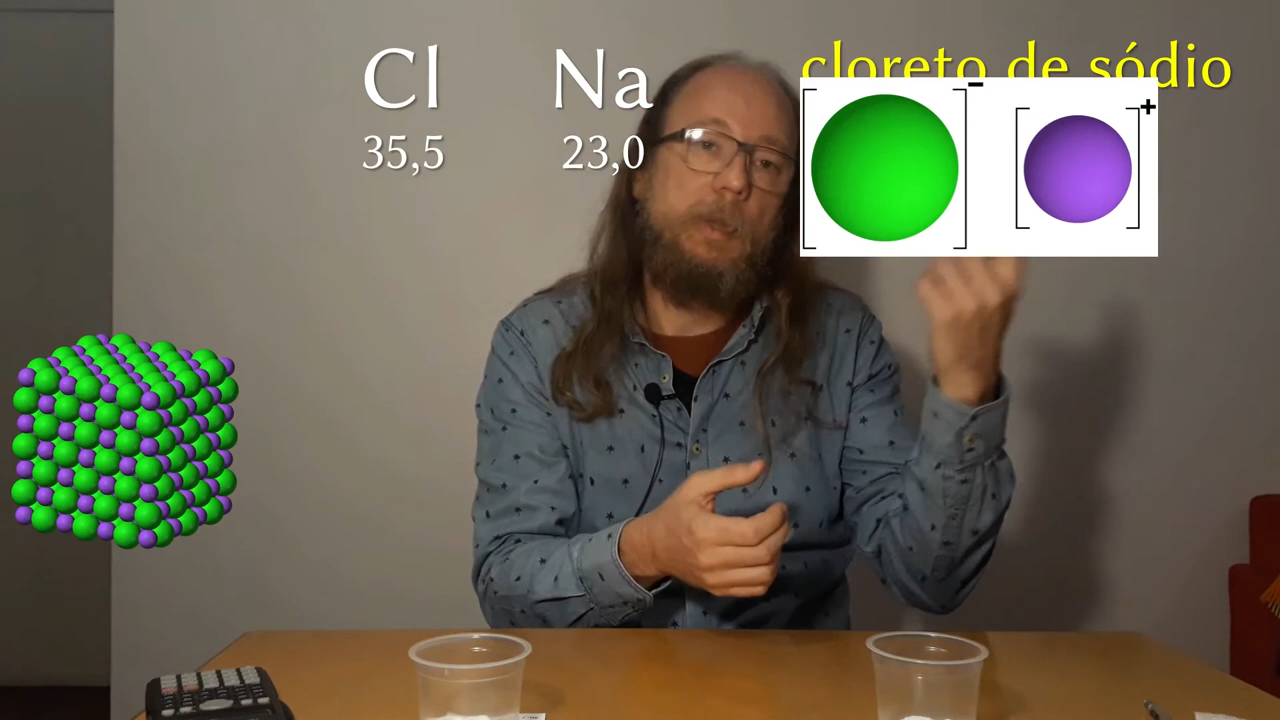 Cl Na cloreto de sódio
35,5 23,0
[ ]⁻ [ ]⁺